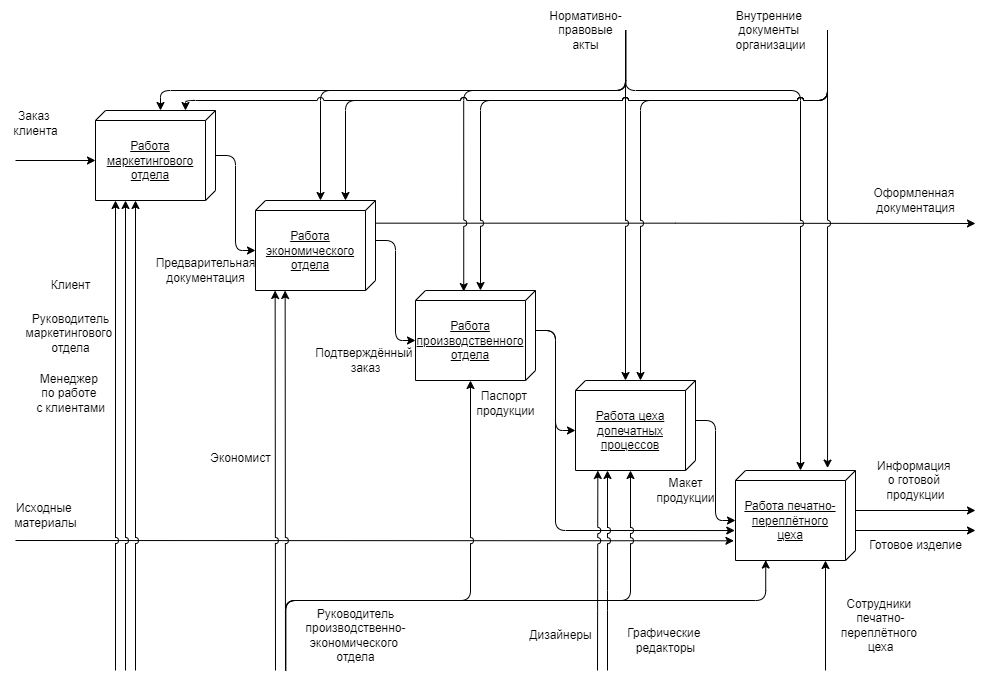 Нормативно-
правовые
акты
Внутренние
документы
организации
Заказ
клиента
Работа
маркетингового
отдела
Оформленная
документация
Работа
экономического
отдела
Предварительная
документация
Клиент
Руководитель
маркетингового
отдела
Менеджер
по работе
с клиентами
Работа
производственного
отдела
Подтверждённый
заказ
Паспорт
продукции
Работа цеха
допечатных
процессов
Экономист
Макет
продукции
Информация
о готовой
продукции
Исходные
материалы
Работа печатно-
переплётного
цеха
Готовое изделие
Руководитель
производственно-
экономического
отдела
Дизайнеры
Графические
редакторы
Сотрудники
печатно-
переплётного
цеха